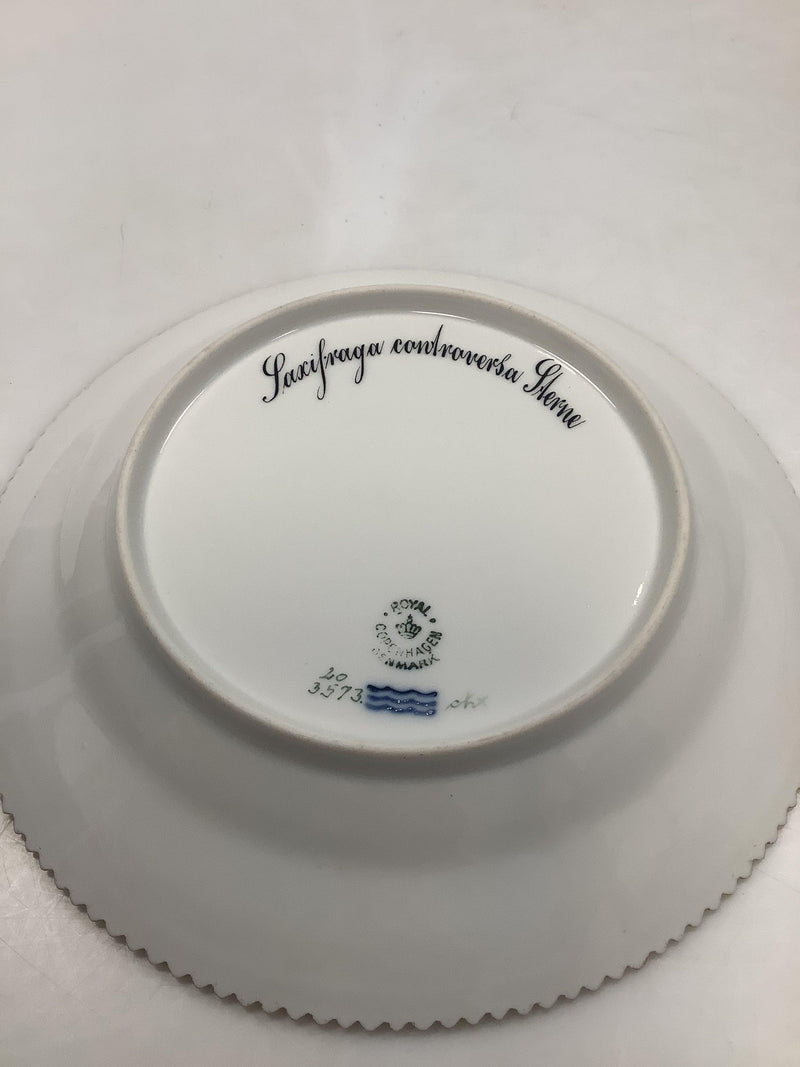 Saxifraga controversa Sterne
ROYAL
COPENHAGEN
DENMARK
20
3573.